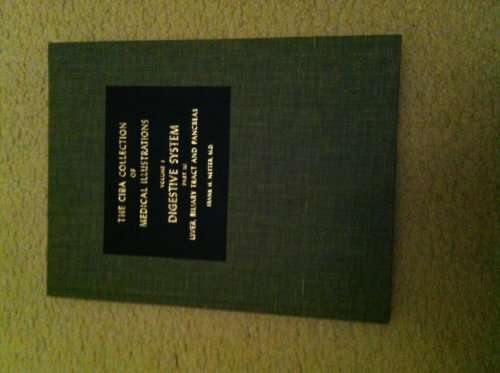 THE CIBA COLLECTION
OF
MEDICAL ILLUSTRATIONS
VOLUME 3
DIGESTIVE SYSTEM
PART III
LIVER, BILIARY TRACT AND PANCREAS
FRANK H. NETTER, M.D.